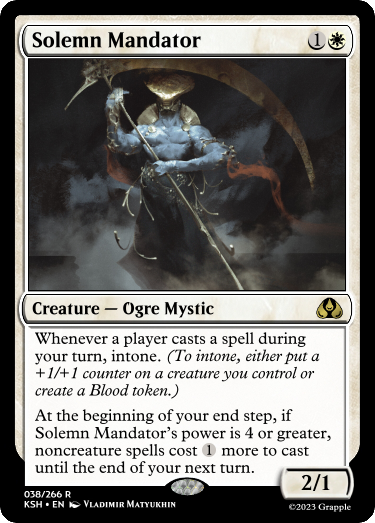 Solemn Mandator 1
Creature — Ogre Mystic
Whenever a player casts a spell during
your turn, intone. (To intone, either put a
+1/+1 counter on a creature you control or
create a Blood token.)
At the beginning of your end step, if
Solemn Mandator's power is 4 or greater,
noncreature spells cost 1 more to cast
until the end of your next turn.
2/1
038/266 R
KSH • EN Vladimir Matyukhin
©2023 Grapple